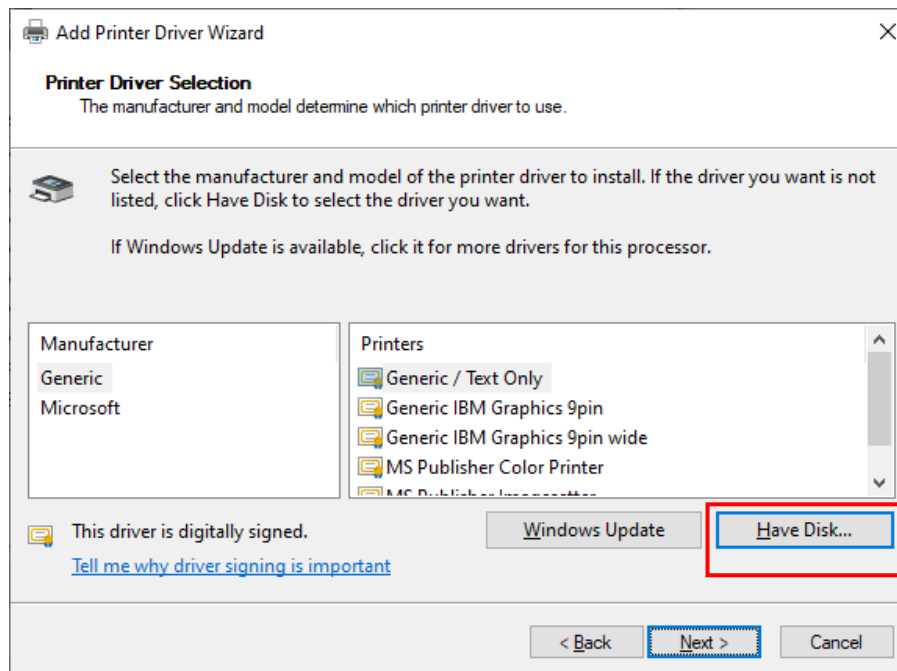 Add Printer Driver Wizard
Printer Driver Selection
The manufacturer and model determine which printer driver to use.
Select the manufacturer and model of the printer driver to install. If the driver you want is not
listed, click Have Disk to select the driver you want.
If Windows Update is available, click it for more drivers for this processor.
Manufacturer
Generic
Microsoft
Printers
Generic / Text Only
Generic IBM Graphics 9pin
Generic IBM Graphics 9pin wide
MS Publisher Color Printer
MS Publisher Imagesetter
This driver is digitally signed.
Tell me why driver signing is important
Windows Update
Have Disk...
< Back
Next >
Cancel